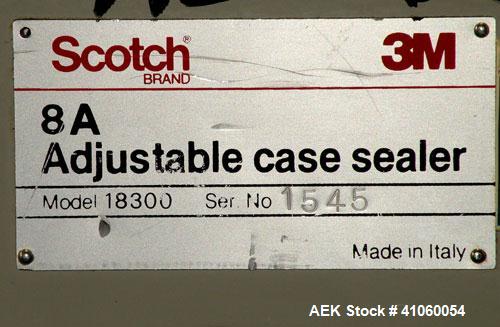 Scotch® 3M
BRAND
8A
Adjustable case sealer
Model 18300 Ser. No 1545
Made in Italy
AEK Stock # 41060054